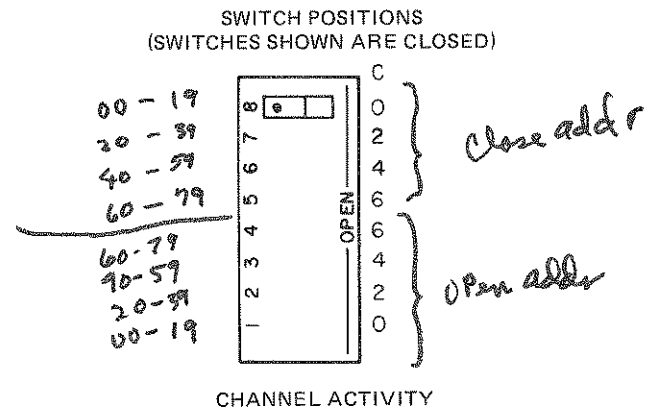 SWITCH POSITIONS
(SWITCHES SHOWN ARE CLOSED)
C
00 - 19 8 0
20 - 39 7 2
40 - 59 6 4
60 - 79 5 6
Close addr
OPEN
60-79 4 6
40-59 3 4
20-39 2 2
00-19 1 0
Open addr
CHANNEL ACTIVITY